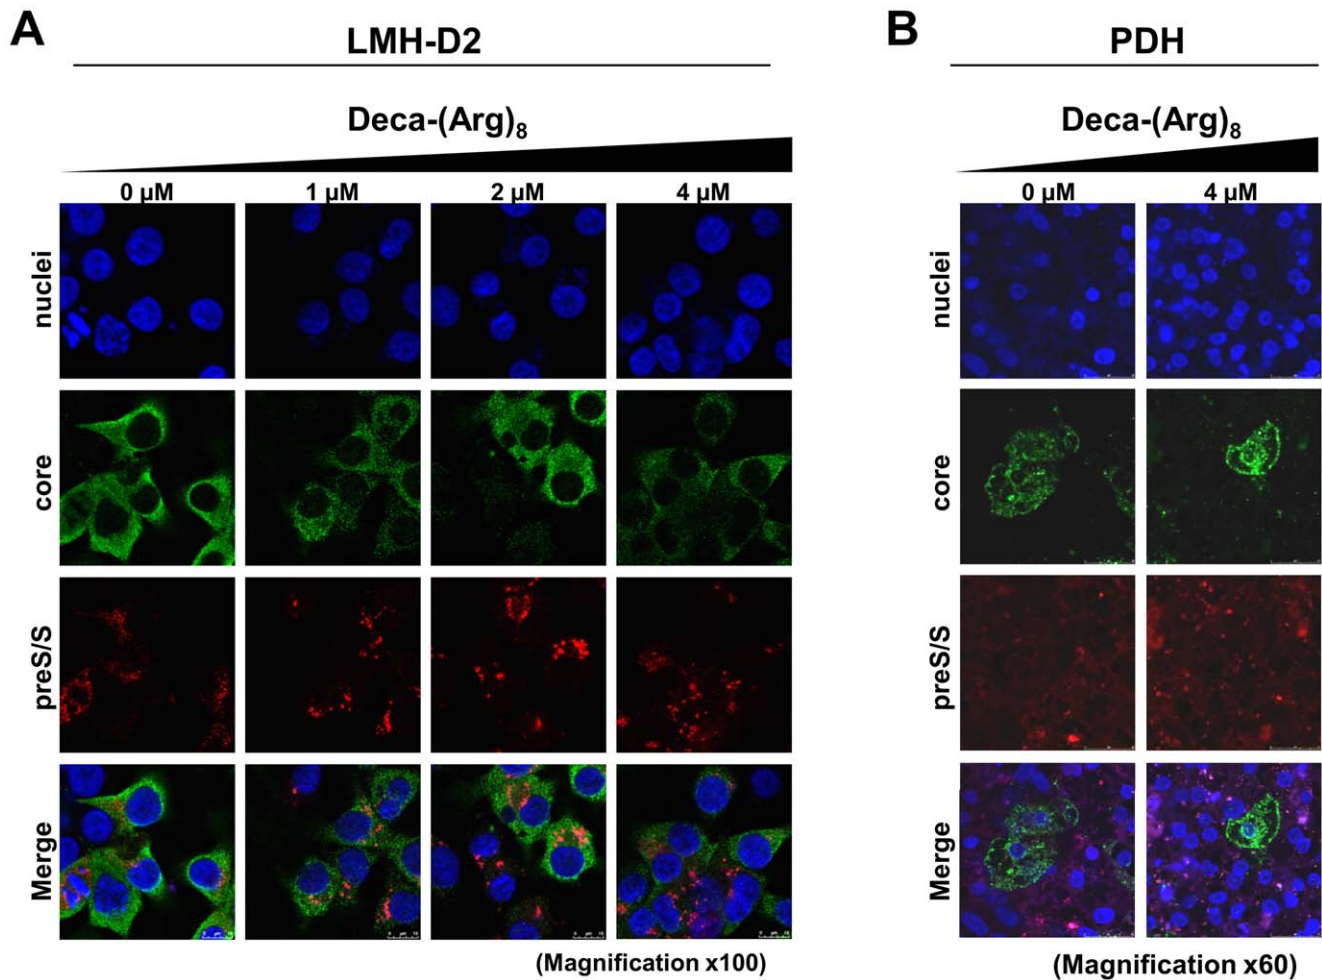 A
LMH-D2
Deca-(Arg)₈
0 µM 1 µM 2 µM 4 µM
nuclei
core
preS/S
Merge
(Magnification x100)
B
PDH
Deca-(Arg)₈
0 µM 4 µM
nuclei
core
preS/S
Merge
(Magnification x60)